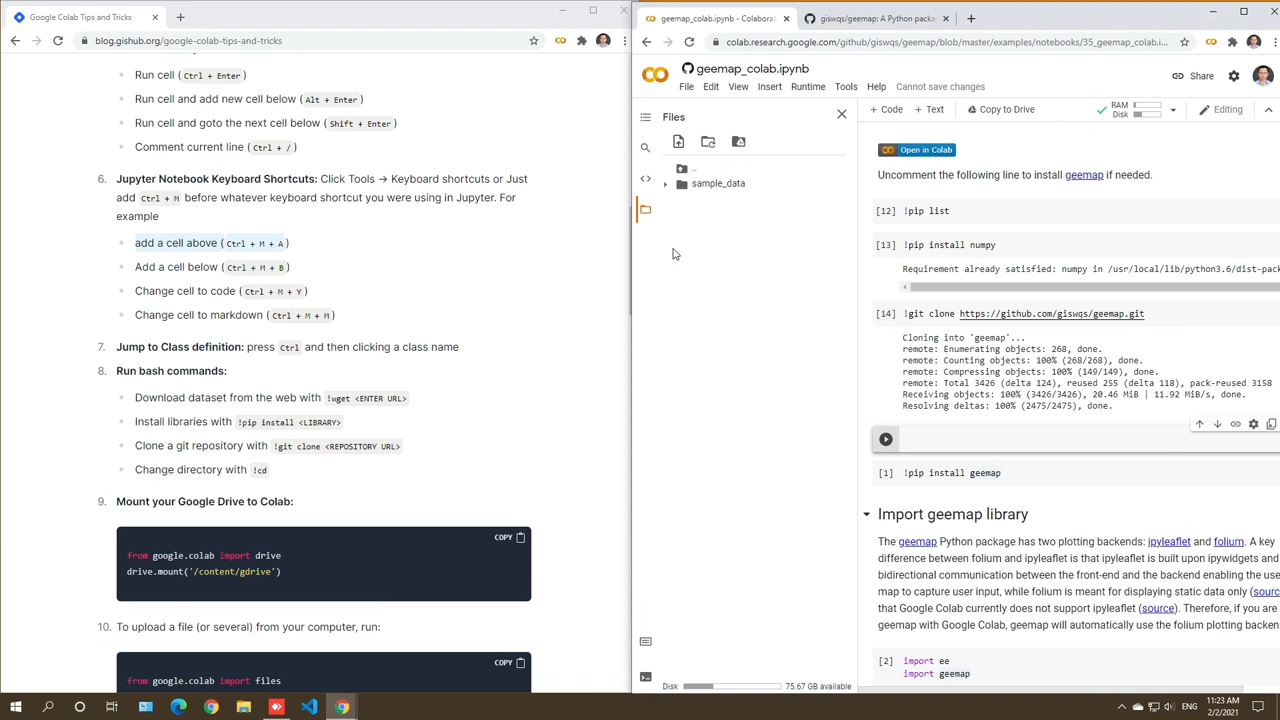 Google Colab Tips and Tricks
blog.gishub.org/google-colab-tips-and-tricks
Run cell ( Ctrl + Enter )
Run cell and add new cell below ( Alt + Enter )
Run cell and goto the next cell below ( Shift + Enter )
Comment current line ( Ctrl + / )
6. Jupyter Notebook Keyboard Shortcuts: Click Tools → Keyboard shortcuts or Just
add Ctrl + M before whatever keyboard shortcut you were using in Jupyter. For
example
add a cell above ( Ctrl + M + A )
Add a cell below ( Ctrl + M + B )
Change cell to code ( Ctrl + M + Y )
Change cell to markdown ( Ctrl + M + M )
7. Jump to Class definition: press Ctrl and then clicking a class name
8. Run bash commands:
Download dataset from the web with !wget <ENTER URL>
Install libraries with !pip install <LIBRARY>
Clone a git repository with !git clone <REPOSITORY URL>
Change directory with !cd
9. Mount your Google Drive to Colab:
COPY
from google.colab import drive
drive.mount('/content/gdrive')
10. To upload a file (or several) from your computer, run:
COPY
from google.colab import files
geemap_colab.ipynb - Colaborat
giswqs/geemap: A Python packa
colab.research.google.com/github/giswqs/geemap/blob/master/examples/notebooks/35_geemap_colab.i...
geemap_colab.ipynb
Share
File Edit View Insert Runtime Tools Help Cannot save changes
Files
+ Code + Text Copy to Drive
RAM
Disk
Editing
..
sample_data
Disk 75.67 GB available
Open in Colab
Uncomment the following line to install geemap if needed.
[12] !pip list
[13] !pip install numpy
Requirement already satisfied: numpy in /usr/local/lib/python3.6/dist-pack
[14] !git clone https://github.com/giswqs/geemap.git
Cloning into 'geemap'...
remote: Enumerating objects: 268, done.
remote: Counting objects: 100% (268/268), done.
remote: Compressing objects: 100% (149/149), done.
remote: Total 3426 (delta 124), reused 255 (delta 118), pack-reused 3158
Receiving objects: 100% (3426/3426), 20.46 MiB | 11.92 MiB/s, done.
Resolving deltas: 100% (2475/2475), done.
[1] !pip install geemap
Import geemap library
The geemap Python package has two plotting backends: ipyleaflet and folium. A key
difference between folium and ipyleaflet is that ipyleaflet is built upon ipywidgets and
bidirectional communication between the front-end and the backend enabling the use
map to capture user input, while folium is meant for displaying static data only (sourc
that Google Colab currently does not support ipyleaflet (source). Therefore, if you are
geemap with Google Colab, geemap will automatically use the folium plotting backen
[2] import ee
import geemap
ENG
11:23 AM
2/2/2021